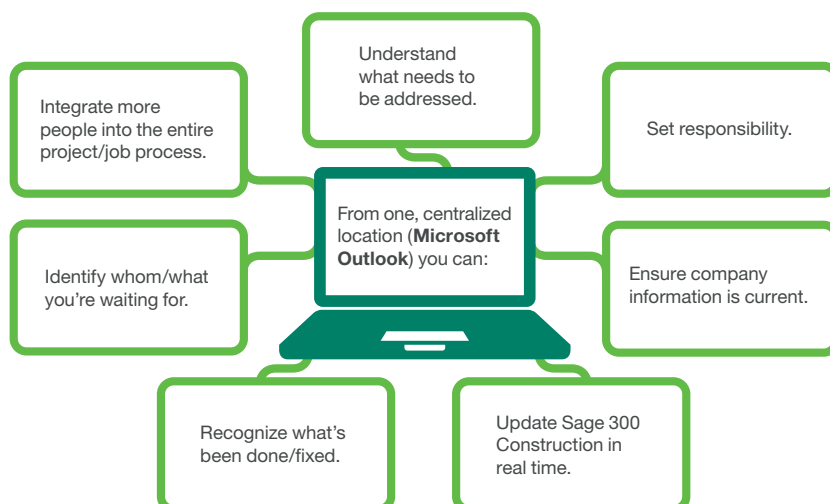 Understand
what needs to
be addressed.
Integrate more
people into the entire
project/job process.
Set responsibility.
From one, centralized
location (Microsoft
Outlook) you can:
Identify whom/what
you're waiting for.
Ensure company
information is current.
Recognize what's
been done/fixed.
Update Sage 300
Construction in
real time.